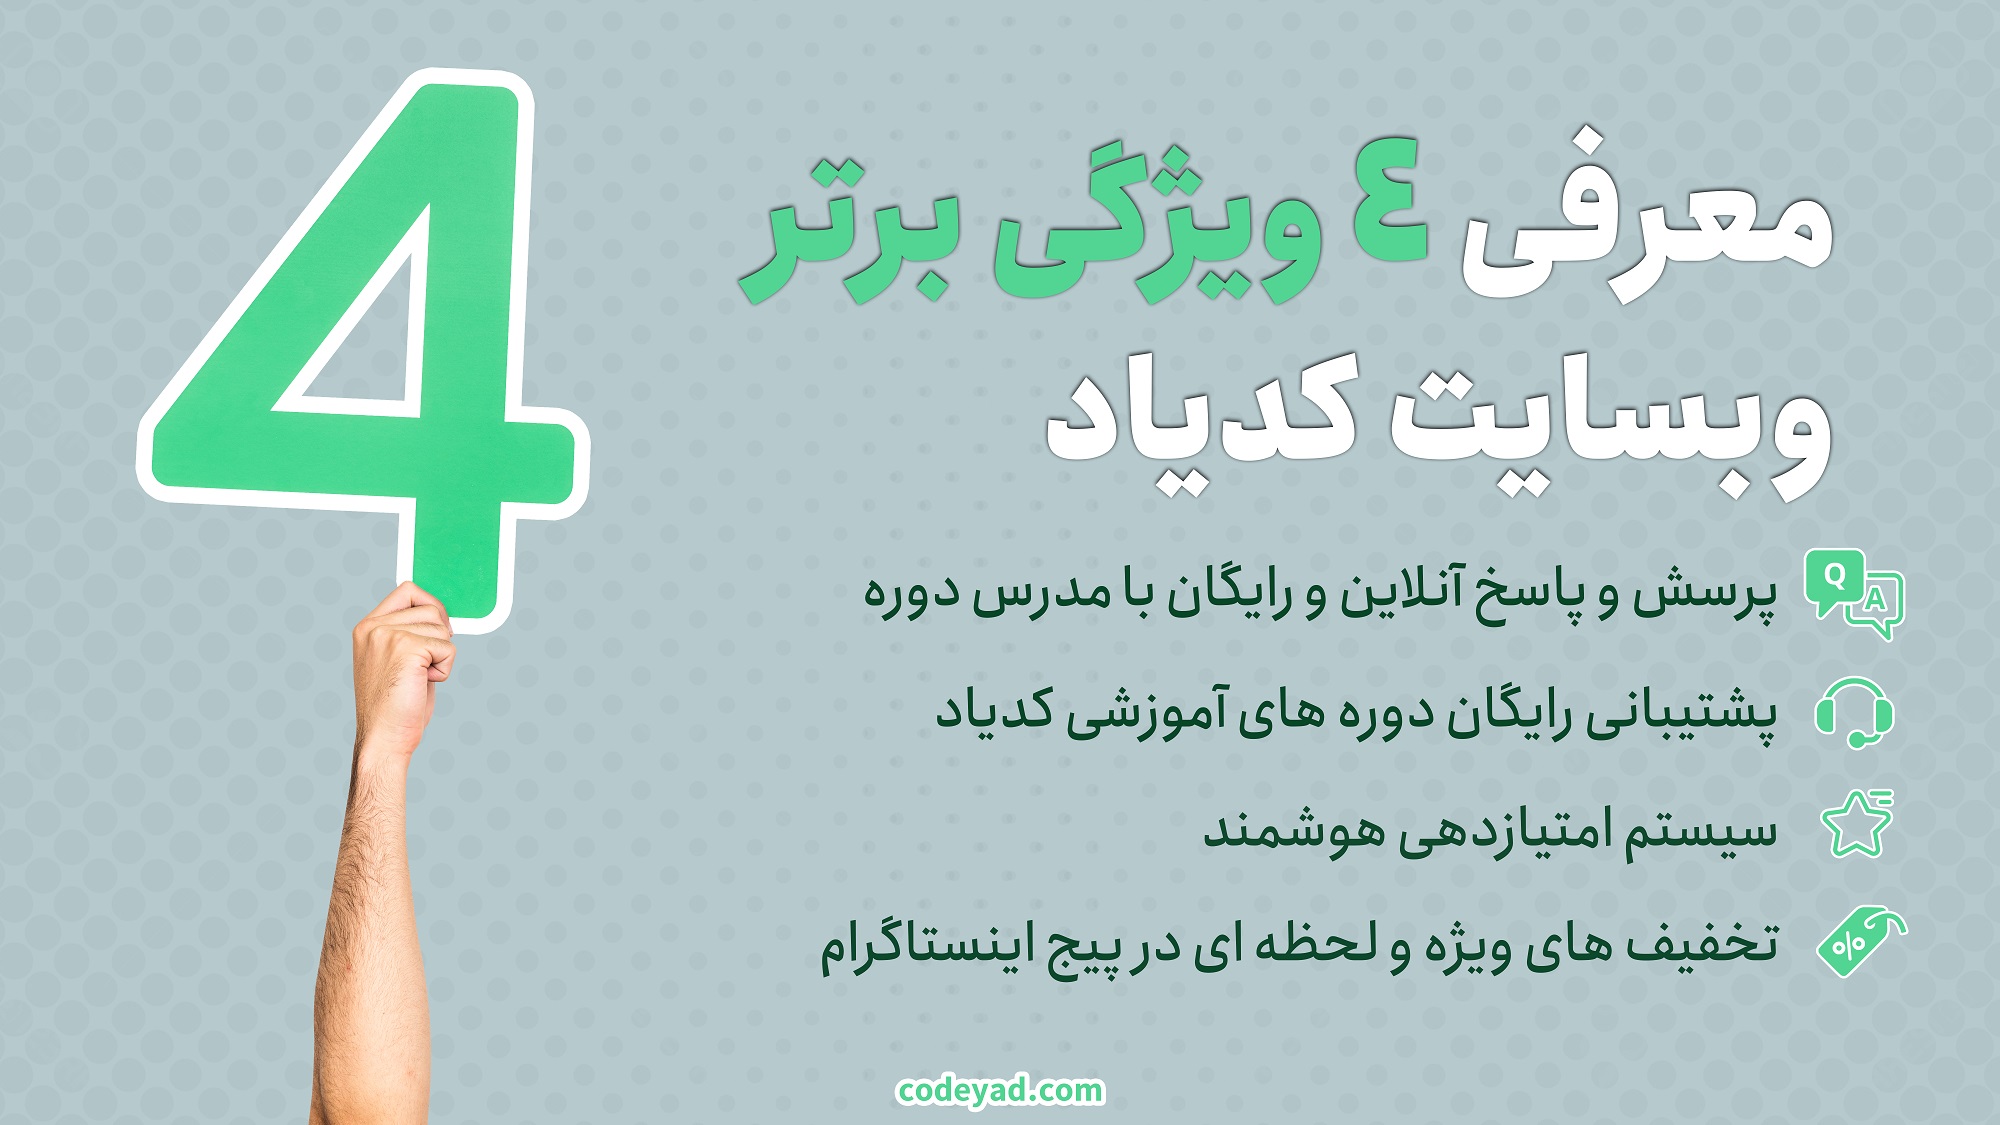 4
معرفی ٤ ویژگی برتر
وبسایت کدیاد
Q
A
پرسش و پاسخ آنلاین و رایگان با مدرس دوره
پشتیبانی رایگان دوره های آموزشی کدیاد
سیستم امتیازدهی هوشمند
%
تخفیف های ویژه و لحظه ای در پیج اینستاگرام
codeyad.com